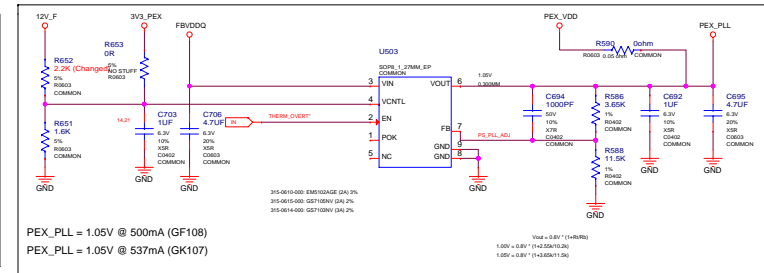 12V_F
3V3_PEX
FBVDDQ
PEX_VDD
PEX_PLL
R652
2.2K (Changed)
5%
R0603
COMMON
R653
0R
5%
NO STUFF
R0603
R651
1.6K
5%
R0603
COMMON
GND
14,21
C703
1UF
6.3V
10%
X5R
C0402
COMMON
GND
C706
4.7UF
6.3V
20%
X5R
C0603
COMMON
GND
IN
THERM_OVERT*
U503
SOP8_1_27MM_EP
COMMON
3 VIN
4 VCNTL
2 EN
1 POK
5 NC
VOUT 6
FB 7
GND 9
GND 8
GND
1.05V
0.300MM
R590
0ohm
R0603 0.05 ohm
COMMON
C694
1000PF
50V
10%
X7R
C0402
COMMON
PS_PLL_ADJ
R586
3.65K
1%
R0402
COMMON
R588
11.5K
1%
R0402
COMMON
GND
C692
1UF
6.3V
10%
X5R
C0402
COMMON
GND
C695
4.7UF
6.3V
20%
X5R
C0603
COMMON
GND
315-0610-000: EM5102AGE (2A) 3%
315-0615-000: GS7105NV (2A) 2%
315-0614-000: GS7103NV (3A) 2%
PEX_PLL = 1.05V @ 500mA (GF108)
PEX_PLL = 1.05V @ 537mA (GK107)
Vout = 0.8V * (1+Rt/Rb)
1.00V = 0.8V * (1+2.55k/10.2k)
1.05V = 0.8V * (1+3.65k/11.5k)